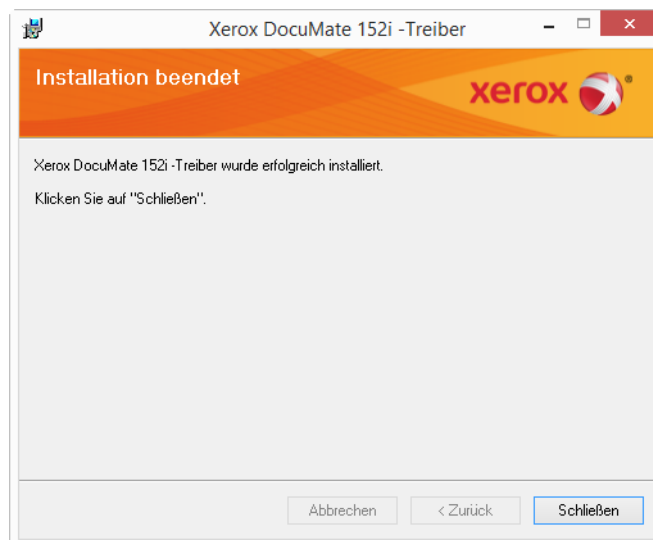 Xerox DocuMate 152i -Treiber
Installation beendet
xerox
Xerox DocuMate 152i -Treiber wurde erfolgreich installiert.
Klicken Sie auf "Schließen".
Abbrechen
< Zurück
Schließen